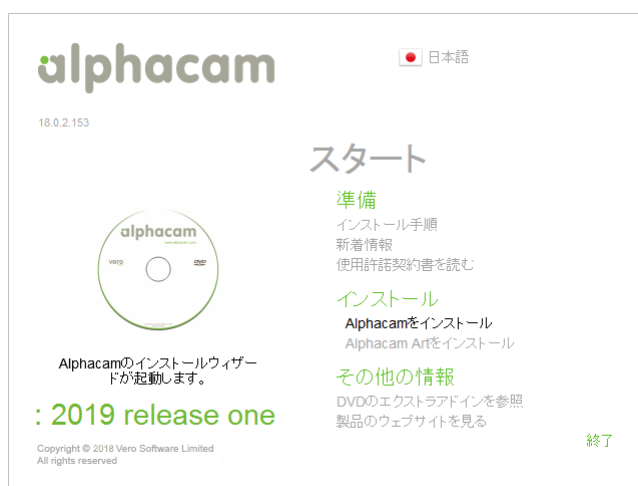 alphacam
日本語
18.0.2.153
スタート
準備
インストール手順
新着情報
使用許諾契約書を読む
alphacam
www.alphacam.com
vero
インストール
Alphacamをインストール
Alphacam Artをインストール
Alphacamのインストールウィザー
ドが起動します。
その他の情報
DVDのエクストラアドインを参照
製品のウェブサイトを見る
: 2019 release one
終了
Copyright © 2018 Vero Software Limited
All rights reserved